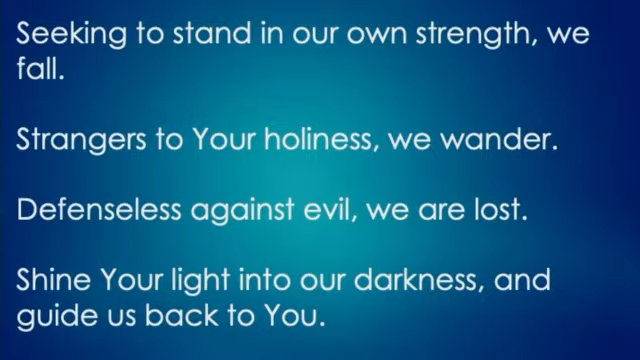 Seeking to stand in our own strength, we
fall.
Strangers to Your holiness, we wander.
Defenseless against evil, we are lost.
Shine Your light into our darkness, and
guide us back to You.